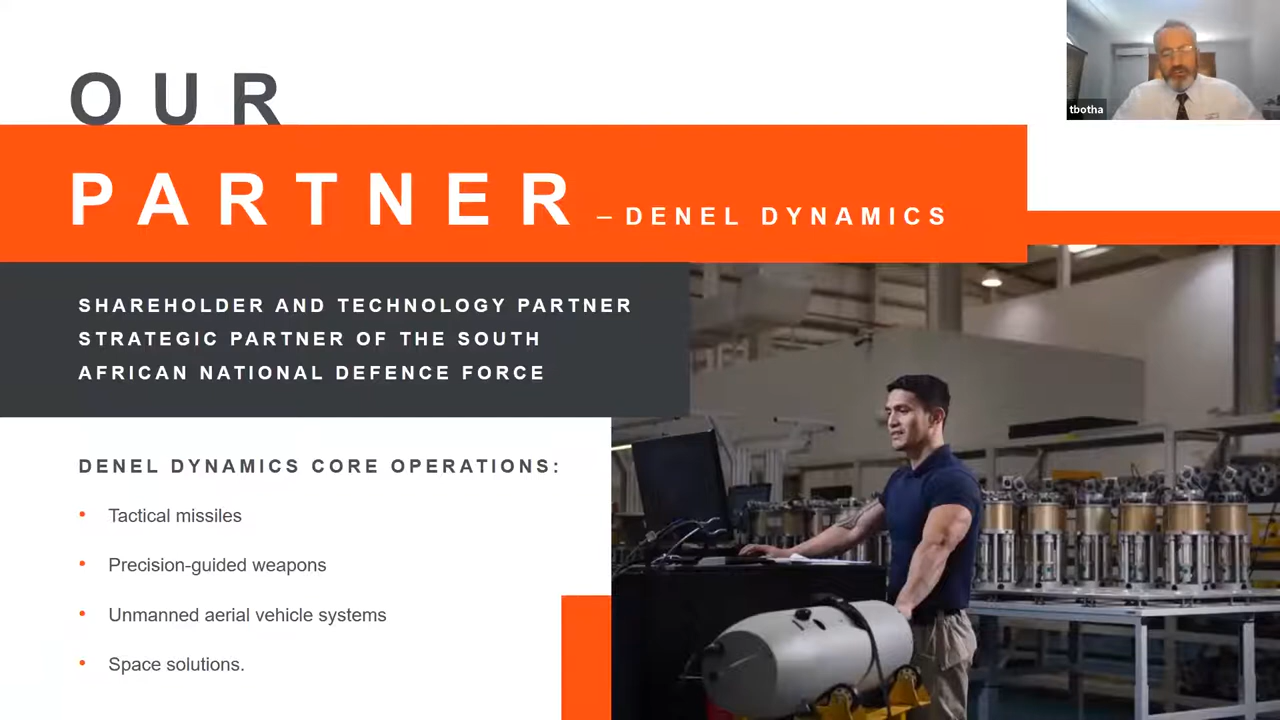 OUR
PARTNER – DENEL DYNAMICS
tbotha
SHAREHOLDER AND TECHNOLOGY PARTNER
STRATEGIC PARTNER OF THE SOUTH
AFRICAN NATIONAL DEFENCE FORCE
DENEL DYNAMICS CORE OPERATIONS:
• Tactical missiles
• Precision-guided weapons
• Unmanned aerial vehicle systems
• Space solutions.